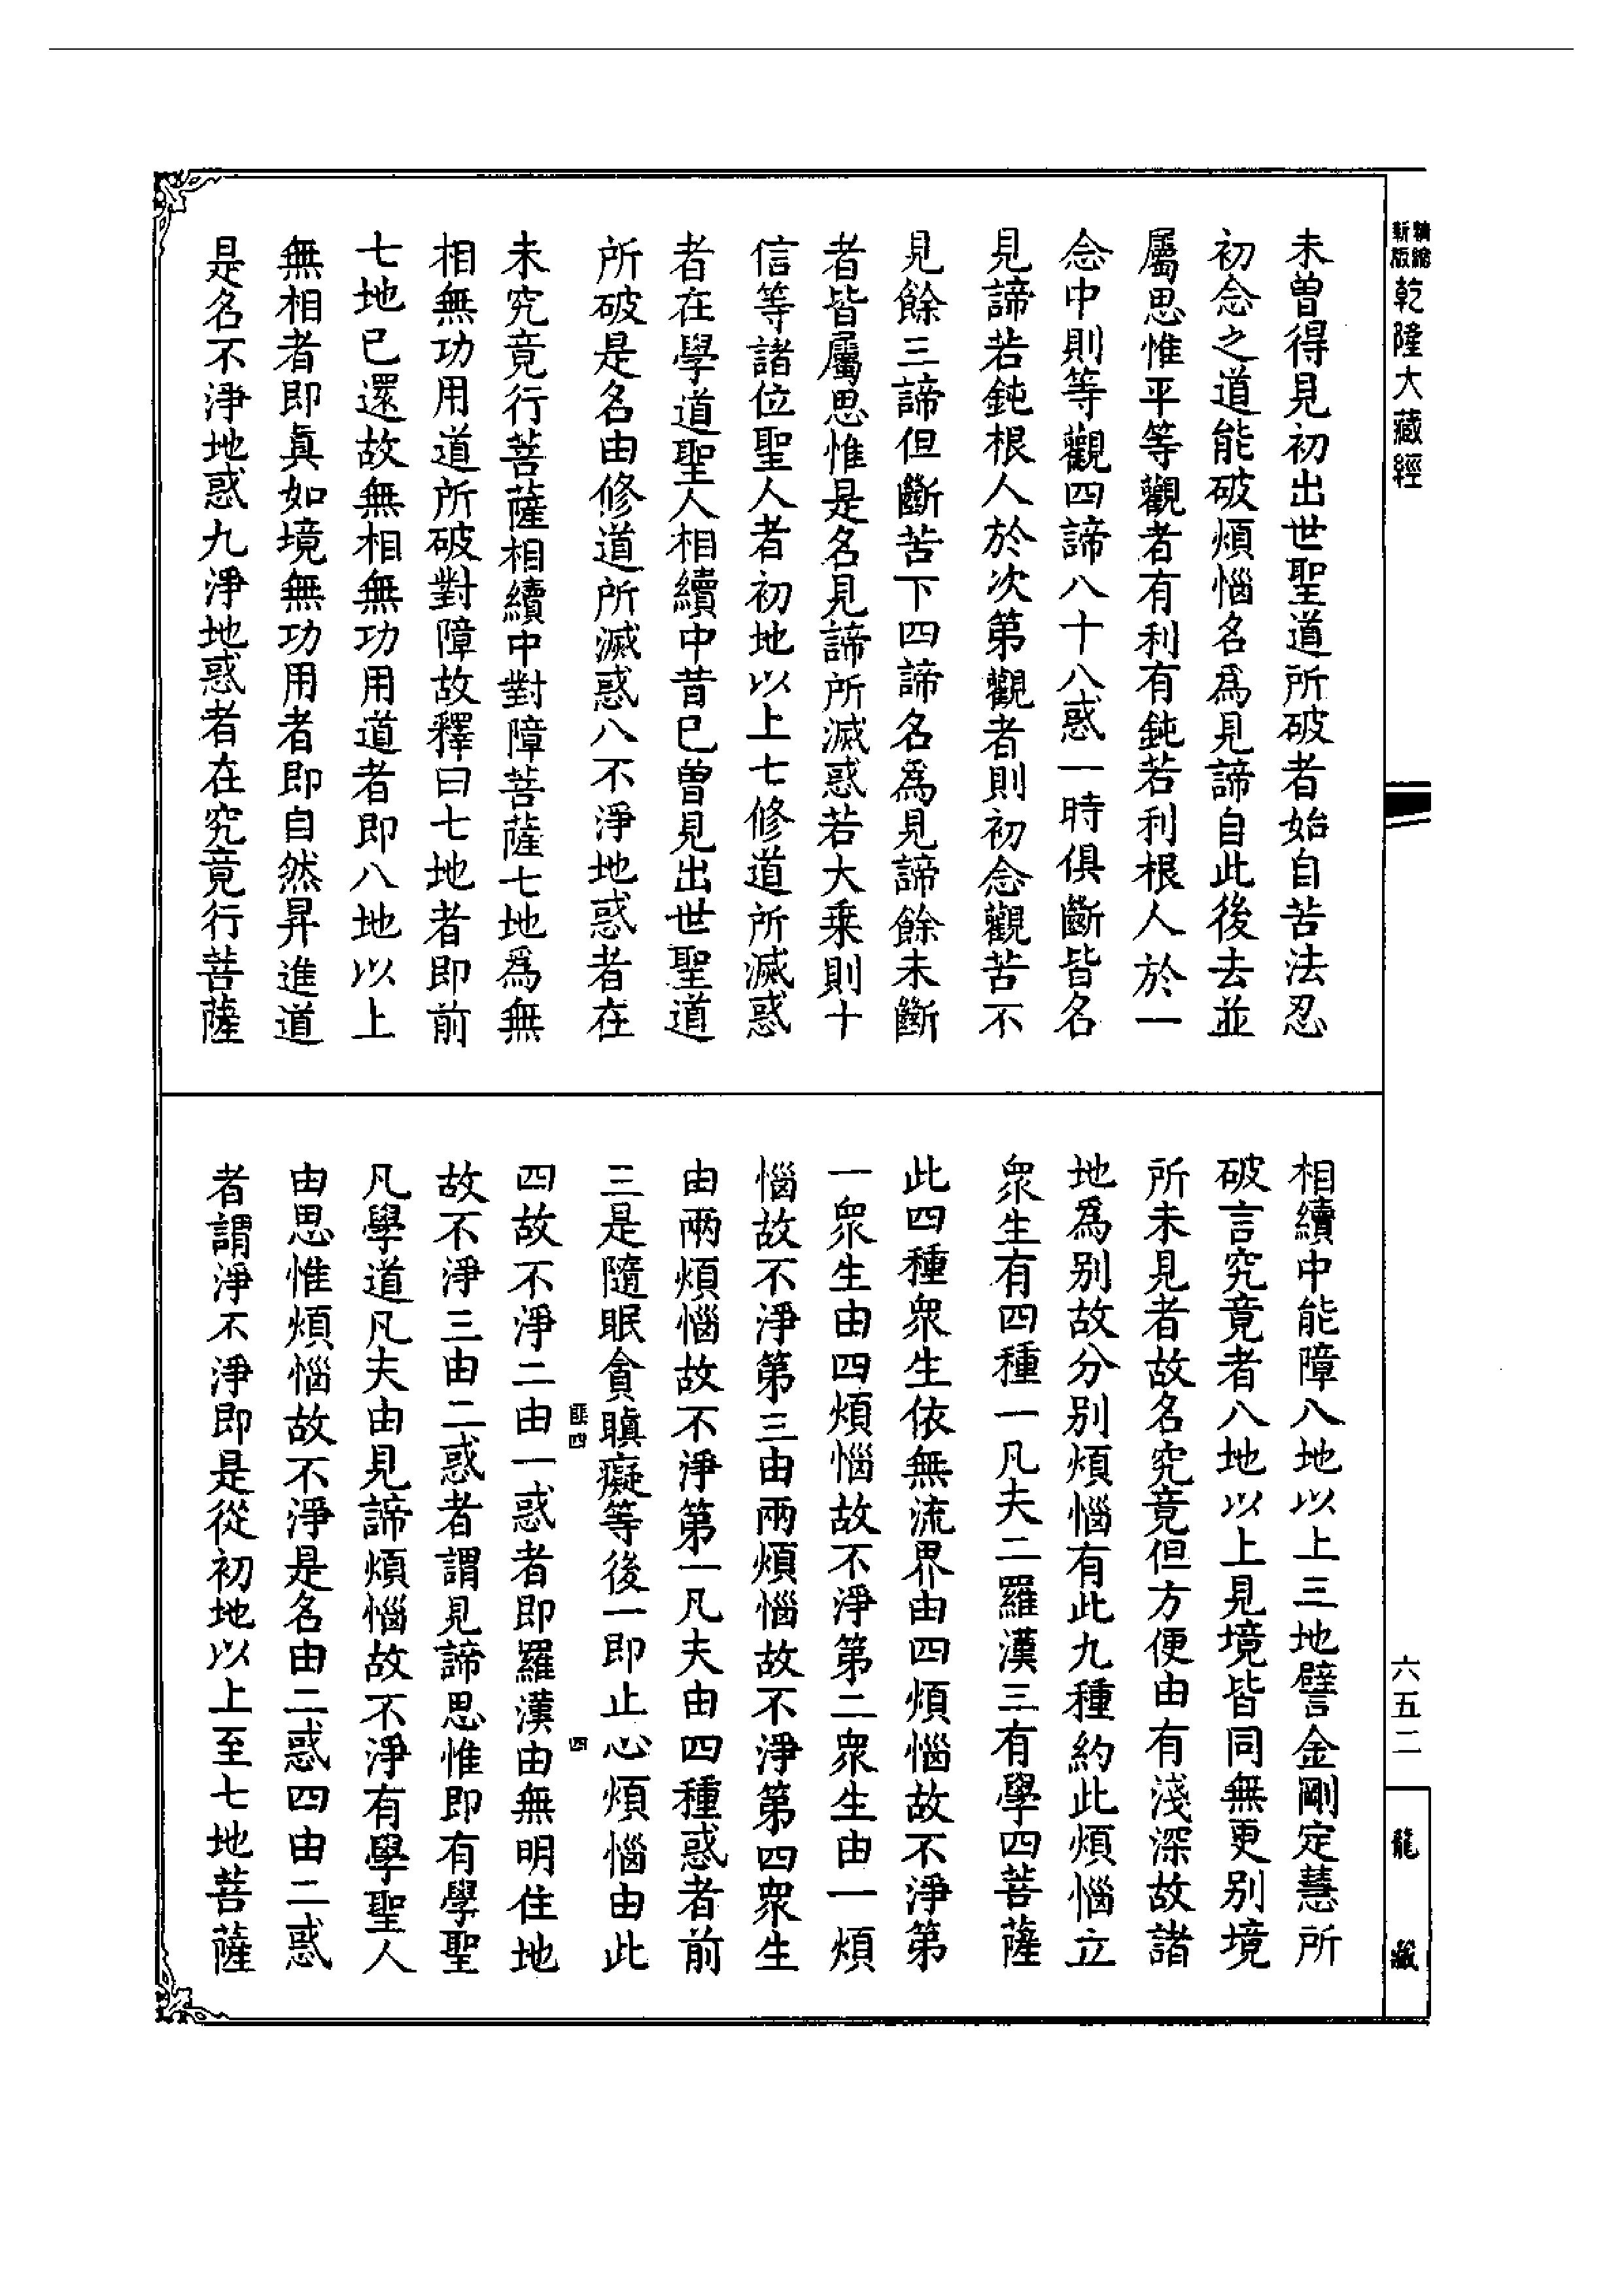 乾隆大藏經
未曽得見初出世聖道所破者始自苦法忍
初念之道能破煩惱名爲見諦自此後去並
屬思惟平等觀者有利有鈍若利根人於一
念中則等觀四諦八十八惑一時俱斷皆名
見諦若鈍根人於次第觀者則初念觀苦不
見餘三諦但斷苦下四諦名爲見諦餘未斷
者皆屬思惟是名見諦所滅惑若大乗則十
信等諸位聖人者初地以上七修道所滅惑
者在學道聖人相續中昔已曽見出世聖道
所破是名由修道所滅惑八不淨地惑者在
未究竟行菩薩相續中對障菩薩七地爲無
相無功用道所破對障故釋曰七地者即前
七地已還故無相無功用道者即八地以上
無相者即眞如境無功用者即自然昇進道
是名不淨地惑九淨地惑者在究竟行菩薩
相續中能障八地以上三地譬金剛定慧所
破言究竟者八地以上見境皆同無更別境
所未見者故名究竟但方便由有淺深故諸
地爲別故分別煩惱有此九種約此煩惱立
衆生有四種一凡夫二羅漢三有學四菩薩
此四種衆生依無流界由四煩惱故不淨第
一衆生由四煩惱故不淨第二衆生由一煩
惱故不淨第三由兩煩惱故不淨第四衆生
由兩煩惱故不淨第一凡夫由四種惑者前
三是隨眠貪瞋癡等後一即止心煩惱由此
四故不淨二由一惑者即羅漢由無明住地
故不淨三由二惑者謂見諦思惟即有學聖
凡學道凡夫由見諦煩惱故不淨有學聖人
由思惟煩惱故不淨是名由二惑四由二惑
者謂淨不淨即是從初地以上至七地菩薩
六五二
龍藏